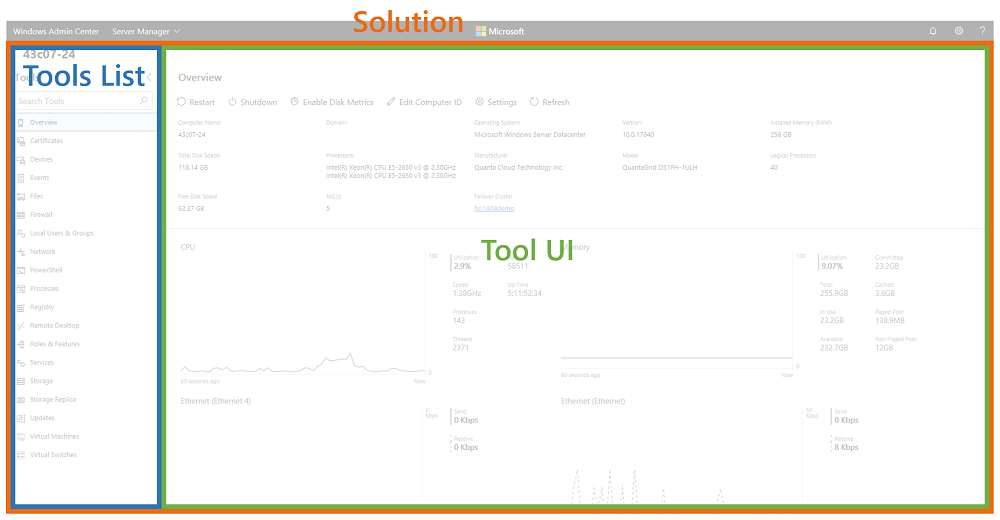 Solution
Windows Admin Center Server Manager Microsoft ?
43c07-24
Tools
Tools List
Search Tools
Overview
Certificates
Devices
Events
Files
Firewall
Local Users & Groups
Network
PowerShell
Processes
Registry
Remote Desktop
Roles & Features
Services
Storage
Storage Replica
Updates
Virtual Machines
Virtual Switches
Overview
Restart Shutdown Enable Disk Metrics Edit Computer ID Settings Refresh
Computer Name: Domain: Operating System: Version: Installed Memory (RAM):
43c07-24 Microsoft Windows Server Datacenter 10.0.17640 256 GB
Total Disk Space: Processors: Manufacturer Model Logical Processors
118.14 GB Intel(R) Xeon(R) CPU E5-2650 v3 @ 2.30GHz Quanta Cloud Technology Inc. QuantaGrid D51PH-1ULH 40
Intel(R) Xeon(R) CPU E5-2650 v3 @ 2.30GHz
Free Disk Space NIC(s) Failover Cluster
92.37 GB 5 hci1804demo
Tool UI
CPU
100
Utilization
2.9% 58511
Speed Up Time
1.38GHz 5:11:52:34
Processes
143
Threads
2371
0
60 seconds ago Now
Memory
100
Utilization Committed
9.07% 23.2GB
Total Cached
255.9GB 3.6GB
In Use Paged Pool
23.2GB 138.9MB
Available Non-Paged Pool
232.7GB 12GB
0
60 seconds ago Now
Ethernet (Ethernet 4)
2
Kbps
Send
0 Kbps
Receive
0 Kbps
Ethernet (Ethernet)
50
Kbps
Send
0 Kbps
Receive
8 Kbps